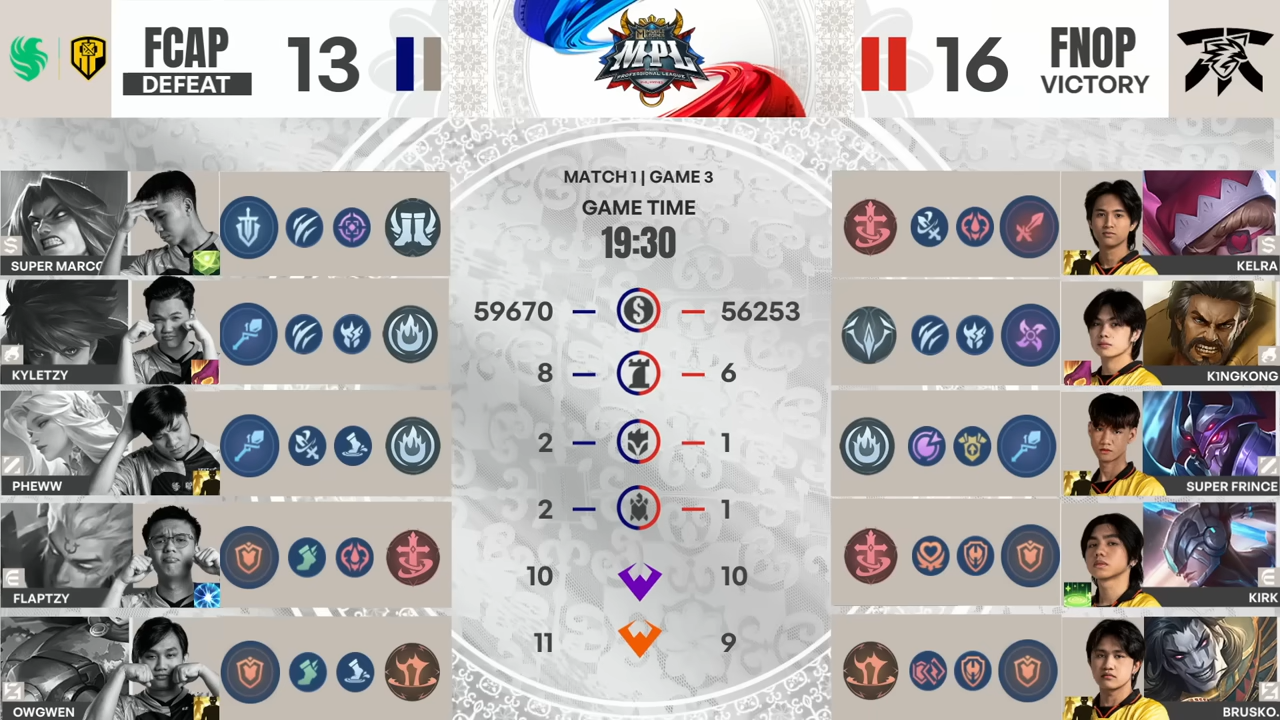 FCAP
DEFEAT
13
MPL
PROFESSIONAL LEAGUE
16
FNOP
VICTORY
MATCH 1 | GAME 3
GAME TIME
19:30
59670 — $ — 56253
8 — — 6
2 — — 1
2 — — 1
10 10
11 9
SUPER MARCO
KYLETZY
PHEWW
FLAPTZY
OWGWEN
KELRA
K1NGKONG
SUPER FRINCE
KIRK
BRUSKO.